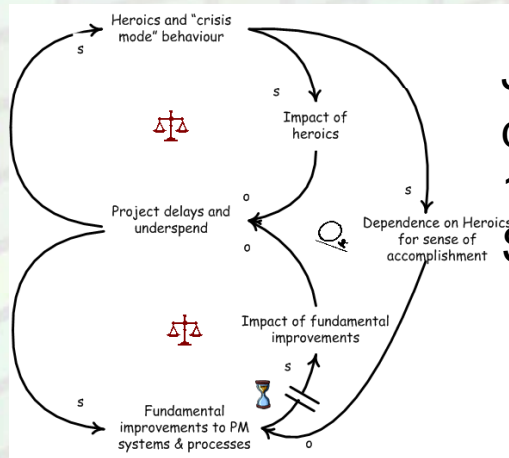 Heroics and “crisis
mode” behaviour
s
s
Impact of
heroics
o
s
Project delays and
underspend
Dependence on Heroics
for sense of
accomplishment
o
Impact of fundamental
improvements
s
s
Fundamental
improvements to PM
systems & processes
o